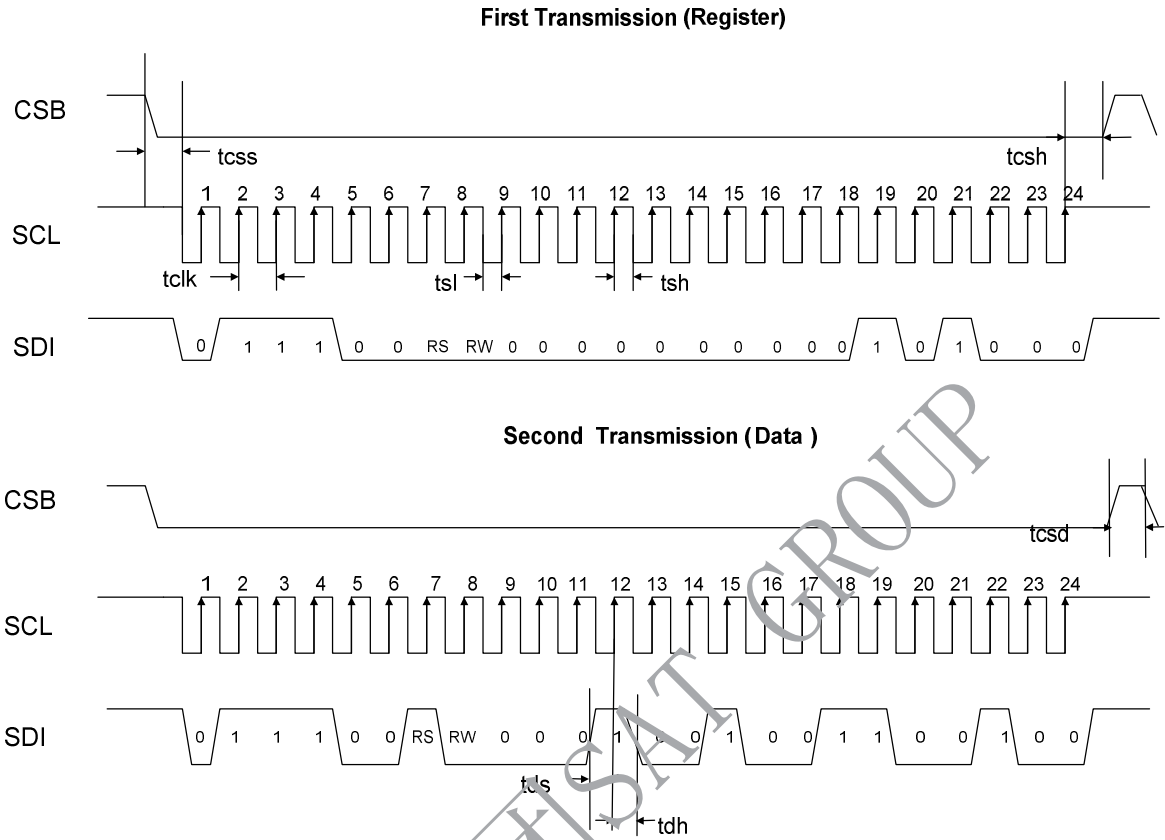 First Transmission (Register)
CSB
tcss
tcsh
1 2 3 4 5 6 7 8 9 10 11 12 13 14 15 16 17 18 19 20 21 22 23 24
SCL
tclk
tsl
tsh
SDI
0 1 1 1 0 0 RS RW 0 0 0 0 0 0 0 0 0 0 1 0 1 0 0 0
Second Transmission (Data )
CSB
tcsd
1 2 3 4 5 6 7 8 9 10 11 12 13 14 15 16 17 18 19 20 21 22 23 24
SCL
SDI
0 1 1 1 0 0 RS RW 0 0 0 1 0 0 1 0 0 1 1 0 0 1 0 0
tds
tdh
SAT GROUP